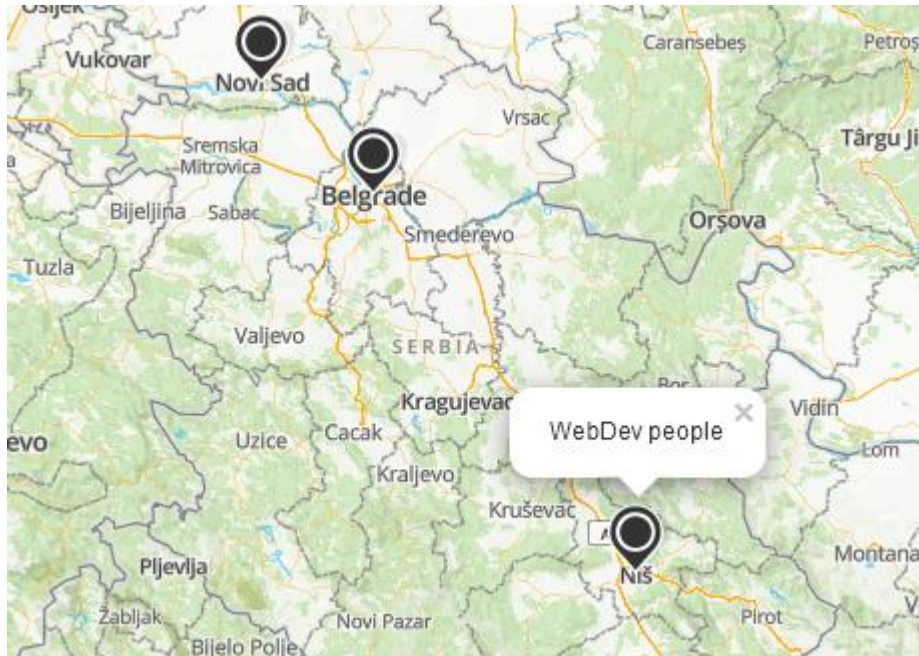 Osijek
Vukovar
Novi Sad
Caransebeș
Petroș
Vrsac
Târgu Ji
Sremska
Mitrovica
Belgrade
Bijeljina
Sabac
Orșova
Smederevo
Tuzla
Valjevo
SERBIA
Bor
Kragujevac
Vidin
WebDev people
×
evo
Uzice
Cacak
Lom
Kraljevo
Kruševac
A
Niš
Montana
Pljevlja
Žabljak
Novi Pazar
Pirot
V
Bijelo Polje